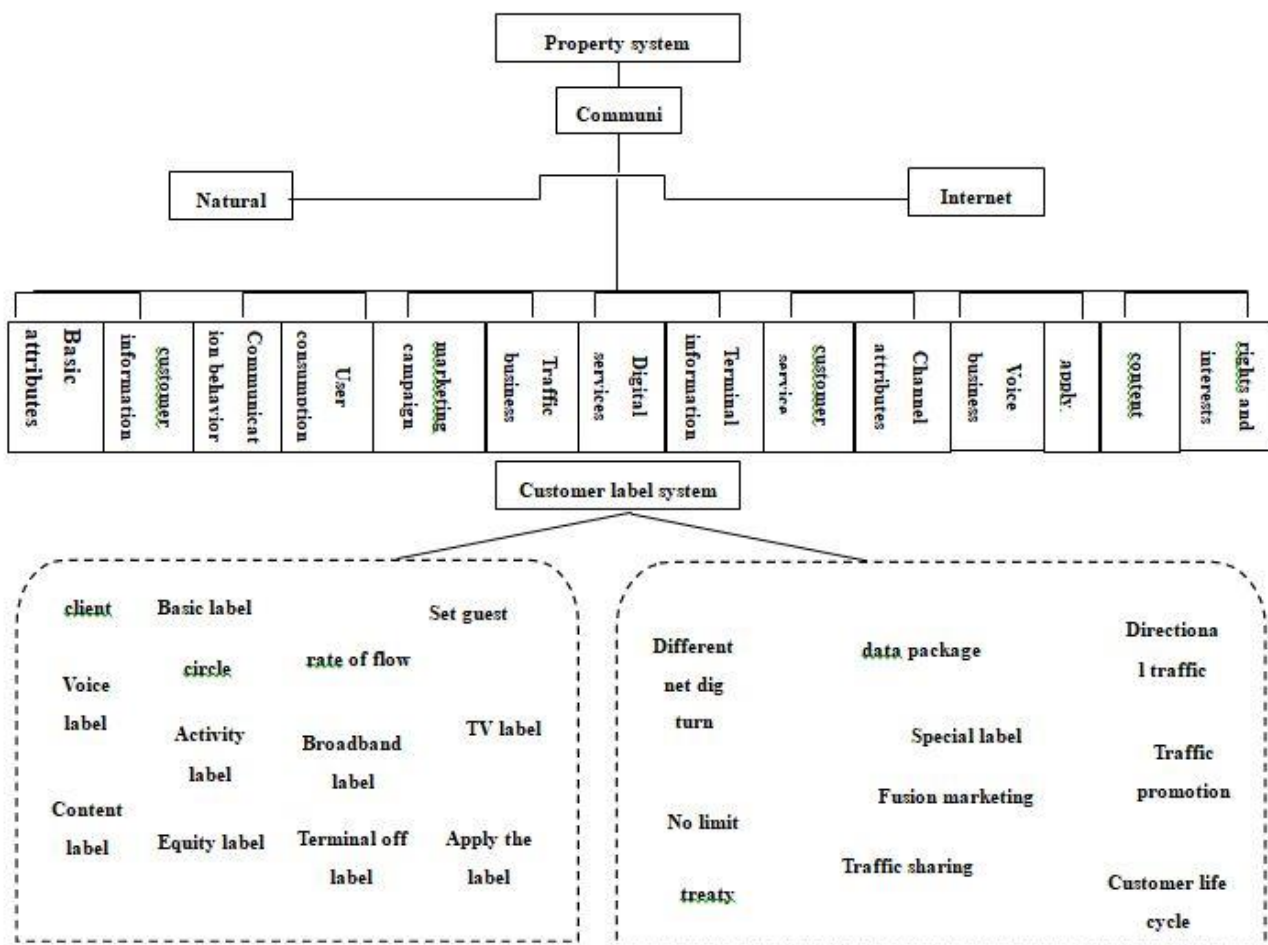 Property system
Communi
Natural
Internet
Basic
attributes
customer
information
Communicat
ion behavior
User
consumption
marketing
campaign
Traffic
business
Digital
services
Terminal
information
customer
service
Channel
attributes
Voice
business
apply.
content
rights and
interests
Customer label system
client
Basic label
Set guest
Voice
label
circle
rate of flow
Activity
label
Broadband
label
TV label
Content
label
Equity label
Terminal off
label
Apply the
label
Different
net dig
turn
data package
Directiona
l traffic
Special label
Traffic
promotion
Fusion marketing
No limit
Traffic sharing
treaty
Customer life
cycle